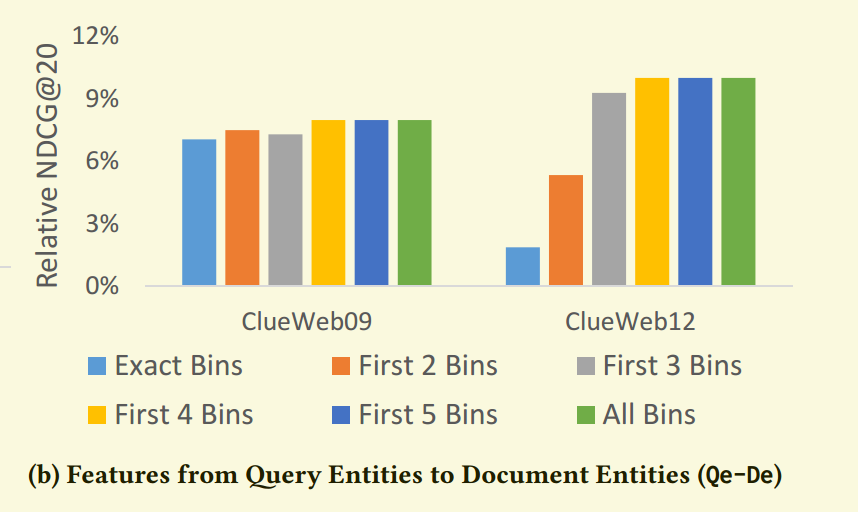 Relative NDCG@20
12%
9%
6%
3%
0%
ClueWeb09 ClueWeb12
Exact Bins First 2 Bins First 3 Bins
First 4 Bins First 5 Bins All Bins
(b) Features from Query Entities to Document Entities (Qe-De)